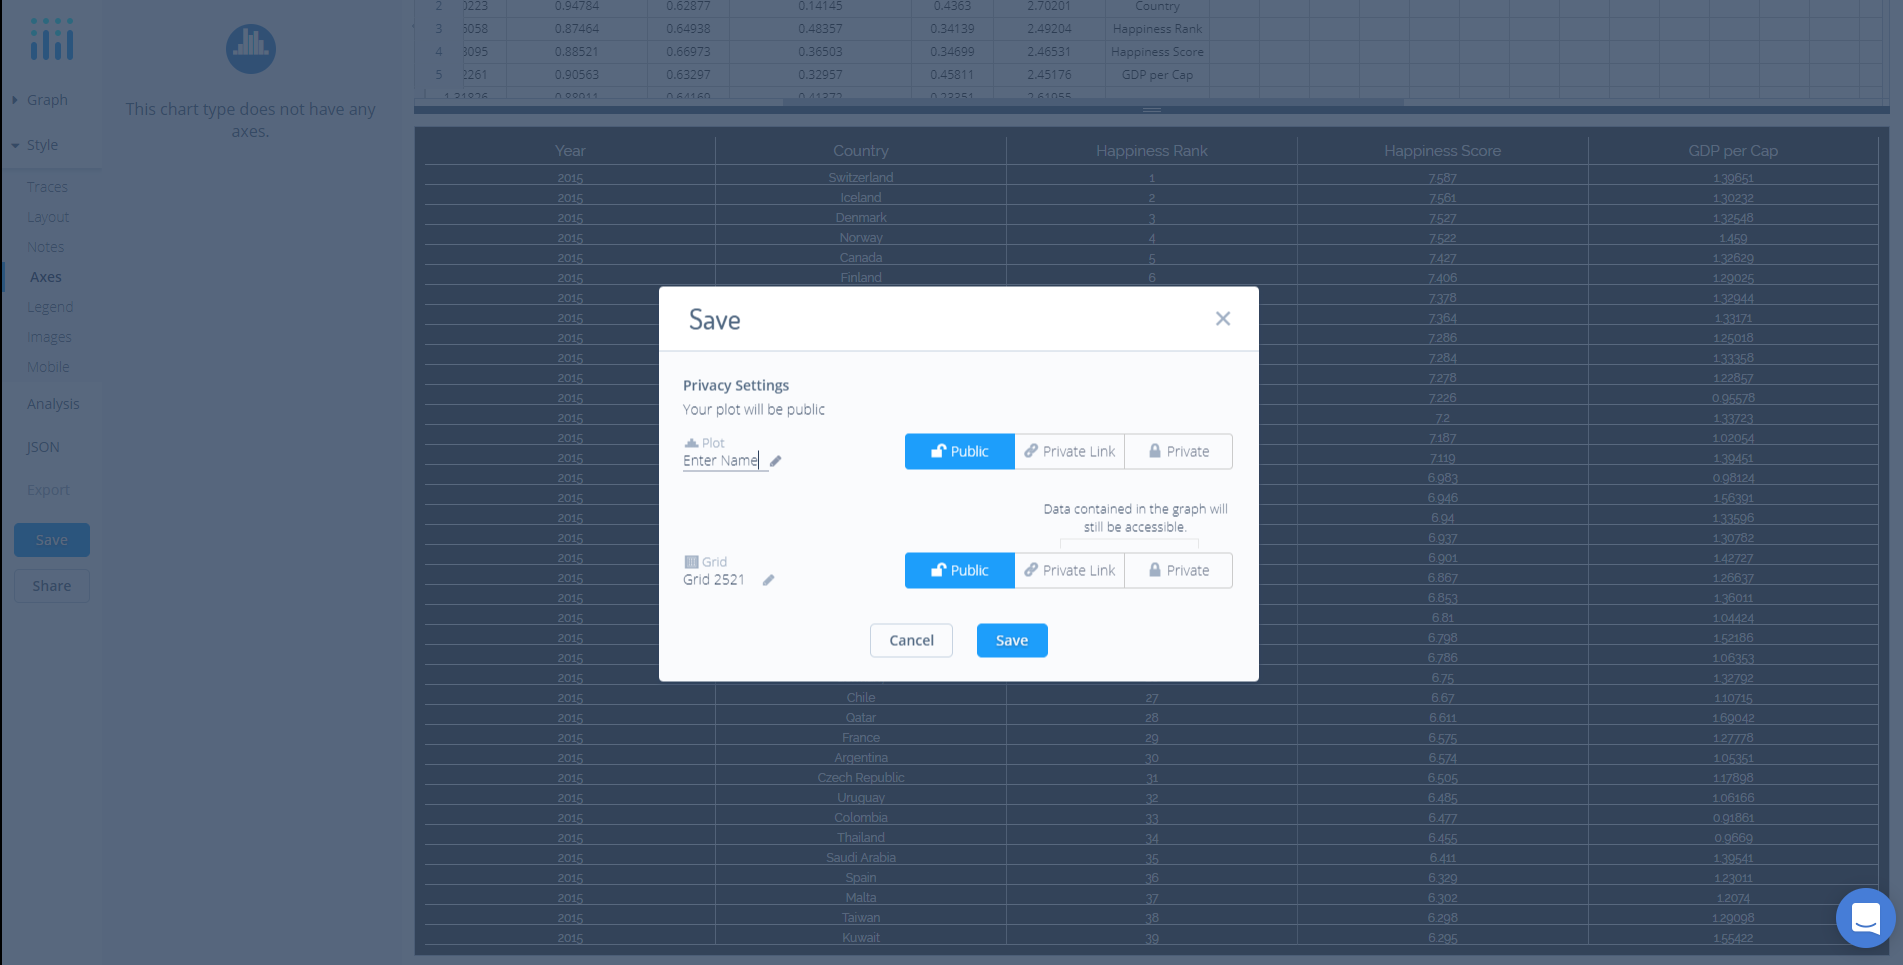 2 0223 0.94784 0.62877 0.14145 0.4363 2.70201 Country
3 6058 0.87464 0.64938 0.48357 0.34139 2.49204 Happiness Rank
4 3095 0.88521 0.66973 0.36503 0.34699 2.46531 Happiness Score
5 2261 0.90563 0.63297 0.32957 0.45811 2.45176 GDP per Cap
1.31826 0.88911 0.64169 0.41372 0.23351 2.61955
Graph
Style
Traces
Layout
Notes
Axes
Legend
Images
Mobile
Analysis
JSON
Export
Save
Share
This chart type does not have any
axes.
Year Country Happiness Rank Happiness Score GDP per Cap
2015 Switzerland 1 7.587 1.39651
2015 Iceland 2 7.561 1.30232
2015 Denmark 3 7.527 1.32548
2015 Norway 4 7.522 1.459
2015 Canada 5 7.427 1.32629
2015 Finland 6 7.406 1.29025
2015 7.378 1.32944
2015 7.364 1.33171
2015 7.286 1.25018
2015 7.284 1.33358
2015 7.278 1.22857
2015 7.226 0.95578
2015 7.2 1.33723
2015 7.187 1.02054
2015 7.119 1.39451
2015 6.983 0.98124
2015 6.946 1.56391
2015 6.94 1.33596
2015 6.937 1.30782
2015 6.901 1.42727
2015 6.867 1.26637
2015 6.853 1.36011
2015 6.81 1.04424
2015 6.798 1.52186
2015 6.786 1.06353
2015 6.75 1.32792
2015 Chile 27 6.67 1.10715
2015 Qatar 28 6.611 1.69042
2015 France 29 6.575 1.27778
2015 Argentina 30 6.574 1.05351
2015 Czech Republic 31 6.505 1.17898
2015 Uruguay 32 6.485 1.06166
2015 Colombia 33 6.477 0.91861
2015 Thailand 34 6.455 0.9669
2015 Saudi Arabia 35 6.411 1.39541
2015 Spain 36 6.329 1.23011
2015 Malta 37 6.302 1.2074
2015 Taiwan 38 6.298 1.29098
2015 Kuwait 39 6.295 1.55422
Save
Privacy Settings
Your plot will be public
Plot
Enter Name
Public Private Link Private
Data contained in the graph will
still be accessible.
Grid
Grid 2521
Public Private Link Private
Cancel Save